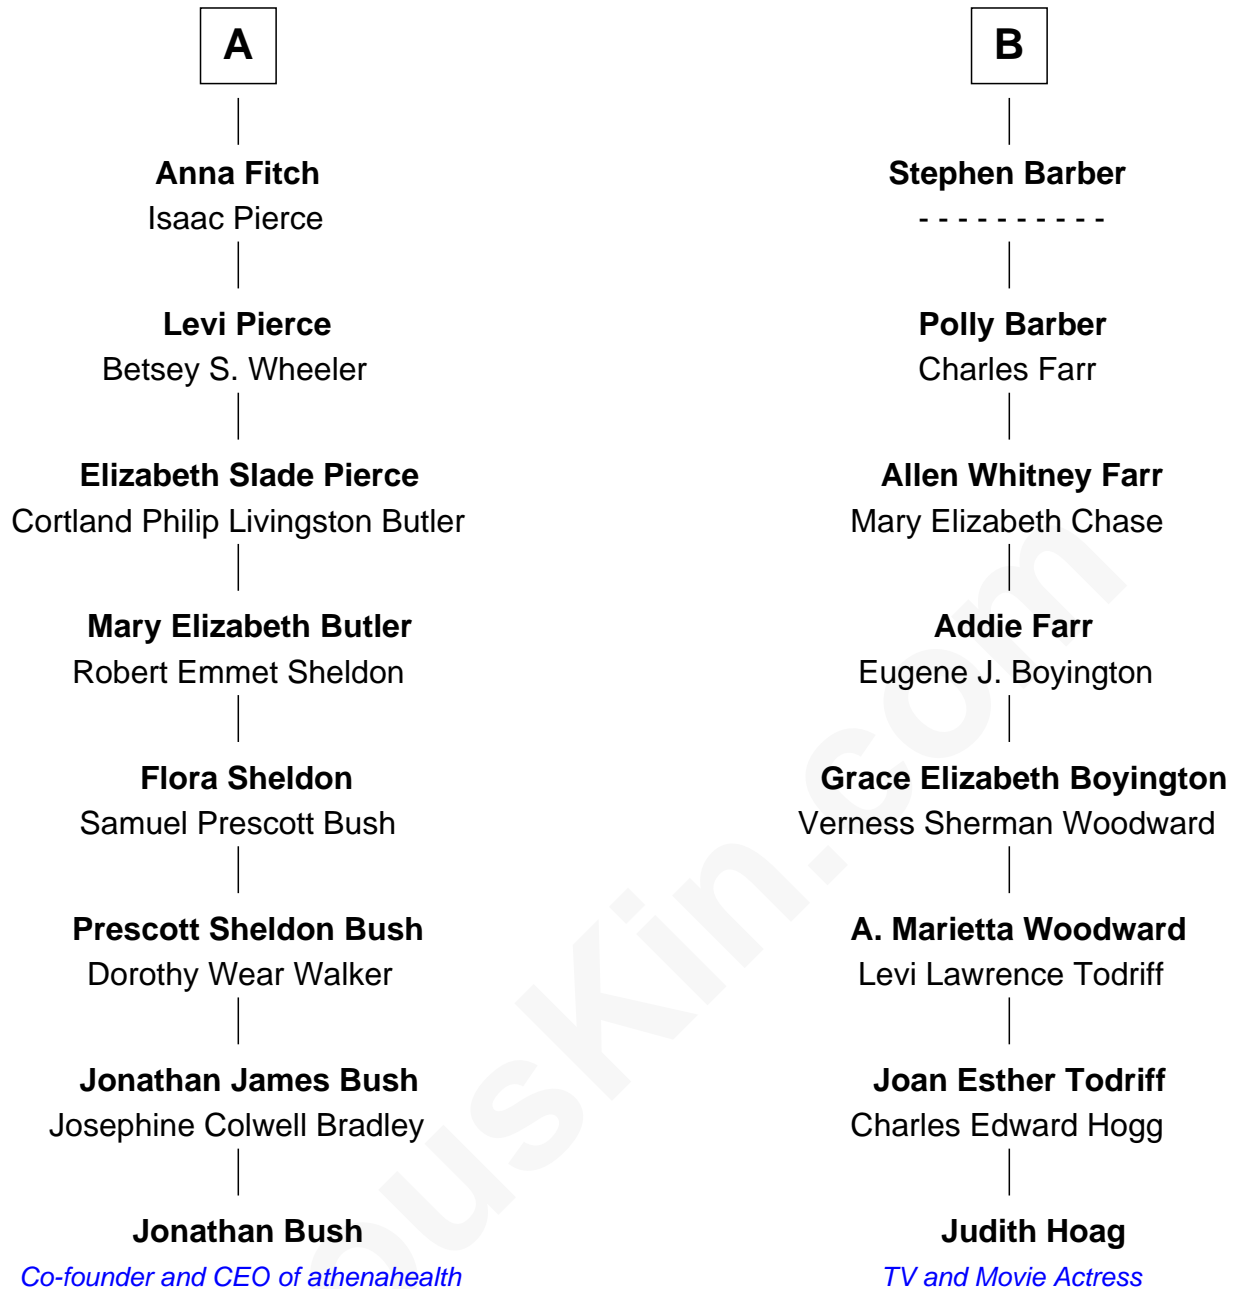 A
Anna Fitch
Isaac Pierce
Levi Pierce
Betsey S. Wheeler
Elizabeth Slade Pierce
Cortland Philip Livingston Butler
Mary Elizabeth Butler
Robert Emmet Sheldon
Flora Sheldon
Samuel Prescott Bush
Prescott Sheldon Bush
Dorothy Wear Walker
Jonathan James Bush
Josephine Colwell Bradley
Jonathan Bush
Co-founder and CEO of athenahealth
B
Stephen Barber
- - - - - - - - - -
Polly Barber
Charles Farr
Allen Whitney Farr
Mary Elizabeth Chase
Addie Farr
Eugene J. Boyington
Grace Elizabeth Boyington
Verness Sherman Woodward
A. Marietta Woodward
Levi Lawrence Todriff
Joan Esther Todriff
Charles Edward Hogg
Judith Hoag
TV and Movie Actress
ousKin.com